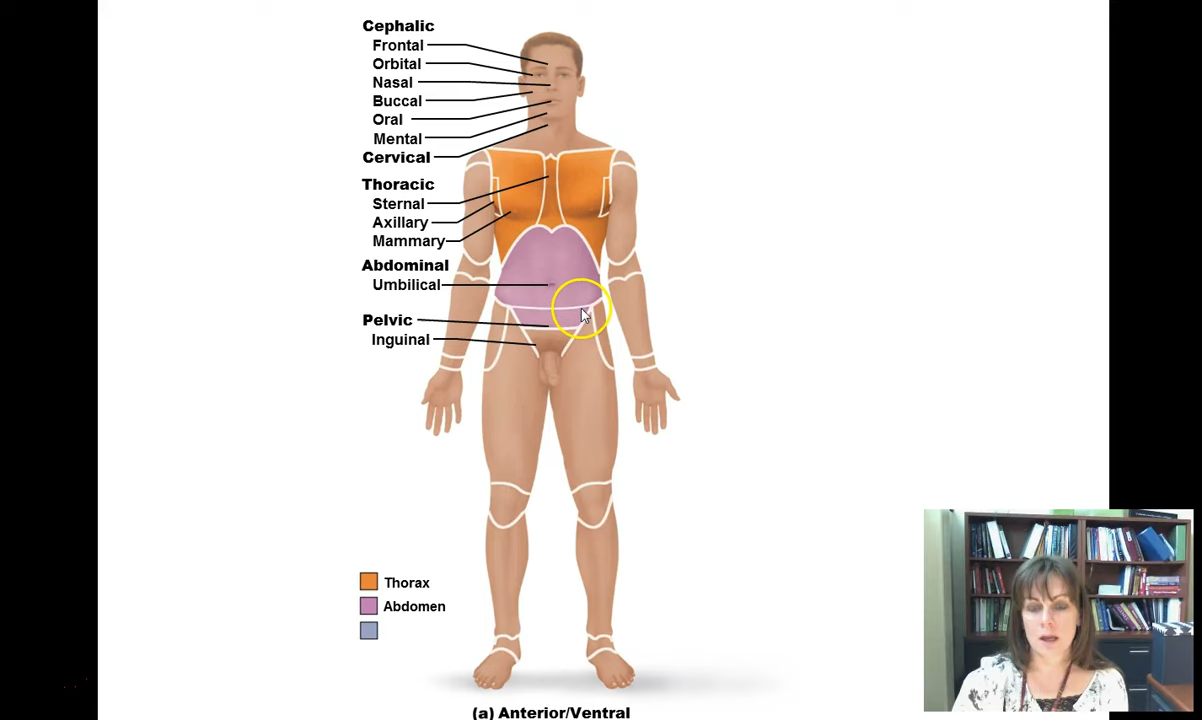 Cephalic
Frontal
Orbital
Nasal
Buccal
Oral
Mental
Cervical
Thoracic
Sternal
Axillary
Mammary
Abdominal
Umbilical
Pelvic
Inguinal
Thorax
Abdomen
(a) Anterior/Ventral